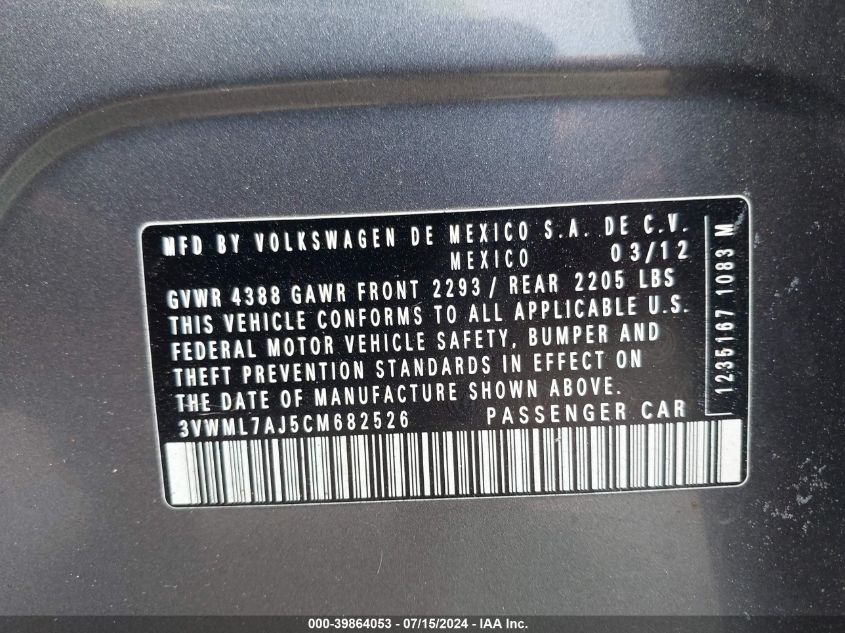 MFD BY VOLKSWAGEN DE MEXICO S.A. DE C.V.
MEXICO 03/12
GVWR 4388 GAWR FRONT 2293/ REAR 2205 LBS
THIS VEHICLE CONFORMS TO ALL APPLICABLE U.S.
FEDERAL MOTOR VEHICLE SAFETY, BUMPER AND
THEFT PREVENTION STANDARDS IN EFFECT ON
THE DATE OF MANUFACTURE SHOWN ABOVE.
3VWML7AJ5CM682526 PASSENGER CAR
1235167 1083 M
000-39864053 - 07/15/2024 - IAA Inc.